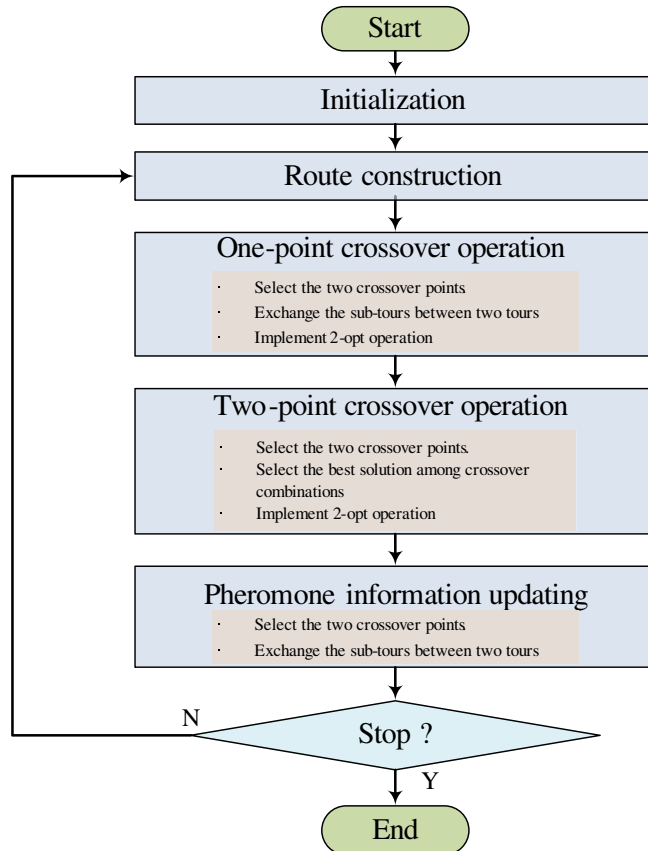 Start
Initialization
Route construction
One-point crossover operation
· Select the two crossover points.
· Exchange the sub-tours between two tours
· Implement 2-opt operation
Two-point crossover operation
· Select the two crossover points.
· Select the best solution among crossover
combinations
· Implement 2-opt operation
Pheromone information updating
· Select the two crossover points.
· Exchange the sub-tours between two tours
N
Stop ?
Y
End